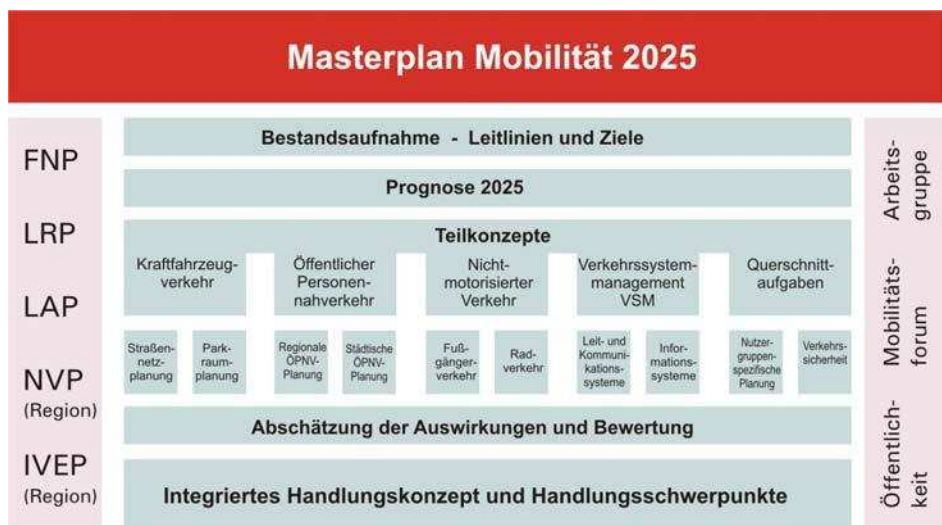 Masterplan Mobilität 2025
FNP
LRP
LAP
NVP
(Region)
IVEP
(Region)
Bestandsaufnahme - Leitlinien und Ziele
Prognose 2025
Teilkonzepte
Kraftfahrzeug-
verkehr
Öffentlicher
Personen-
nahverkehr
Nicht-
motorisierter
Verkehr
Verkehrssystem-
management
VSM
Querschnitt-
aufgaben
Straßen-
netz-
planung
Park-
raum-
planung
Regionale
ÖPNV-
Planung
Städtische
ÖPNV-
Planung
Fuß-
gänger-
verkehr
Rad-
verkehr
Leit- und
Kommuni-
kations-
systeme
Infor-
mations-
systeme
Nutzer-
gruppen-
spezifische
Planung
Verkehrs-
sicherheit
Abschätzung der Auswirkungen und Bewertung
Integriertes Handlungskonzept und Handlungsschwerpunkte
Arbeits-
gruppe
Mobilitäts-
forum
Öffentlich-
keit